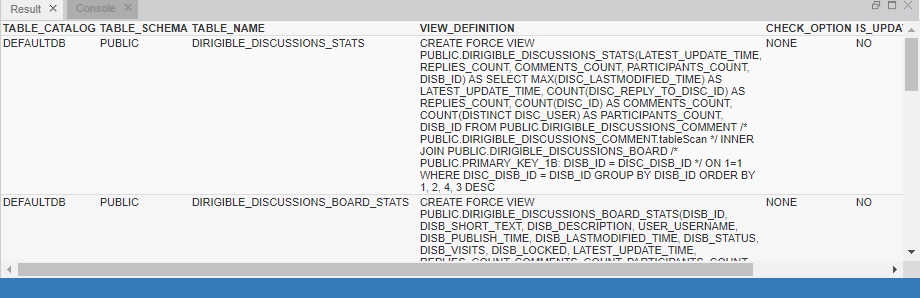 Result × Console ×
TABLE_CATALOG TABLE_SCHEMA TABLE_NAME VIEW_DEFINITION CHECK_OPTION IS_UPDA
DEFAULTDB PUBLIC DIRIGIBLE_DISCUSSIONS_STATS CREATE FORCE VIEW NONE NO
PUBLIC.DIRIGIBLE_DISCUSSIONS_STATS(LATEST_UPDATE_TIME,
REPLIES_COUNT, COMMENTS_COUNT, PARTICIPANTS_COUNT,
DISB_ID) AS SELECT MAX(DISC_LASTMODIFIED_TIME) AS
LATEST_UPDATE_TIME, COUNT(DISC_REPLY_TO_DISC_ID) AS
REPLIES_COUNT, COUNT(DISC_ID) AS COMMENTS_COUNT,
COUNT(DISTINCT DISC_USER) AS PARTICIPANTS_COUNT,
DISB_ID FROM PUBLIC.DIRIGIBLE_DISCUSSIONS_COMMENT /*
PUBLIC.DIRIGIBLE_DISCUSSIONS_COMMENT.tableScan */ INNER
JOIN PUBLIC.DIRIGIBLE_DISCUSSIONS_BOARD /*
PUBLIC.PRIMARY_KEY_1B: DISB_ID = DISC_DISB_ID */ ON 1=1
WHERE DISC_DISB_ID = DISB_ID GROUP BY DISB_ID ORDER BY
1, 2, 4, 3 DESC
DEFAULTDB PUBLIC DIRIGIBLE_DISCUSSIONS_BOARD_STATS CREATE FORCE VIEW NONE NO
PUBLIC.DIRIGIBLE_DISCUSSIONS_BOARD_STATS(DISB_ID,
DISB_SHORT_TEXT, DISB_DESCRIPTION, USER_USERNAME,
DISB_PUBLISH_TIME, DISB_LASTMODIFIED_TIME, DISB_STATUS,
DISB_VISITS, DISB_LOCKED, LATEST_UPDATE_TIME,
REPLIES_COUNT, COMMENTS_COUNT, PARTICIPANTS_COUNT,